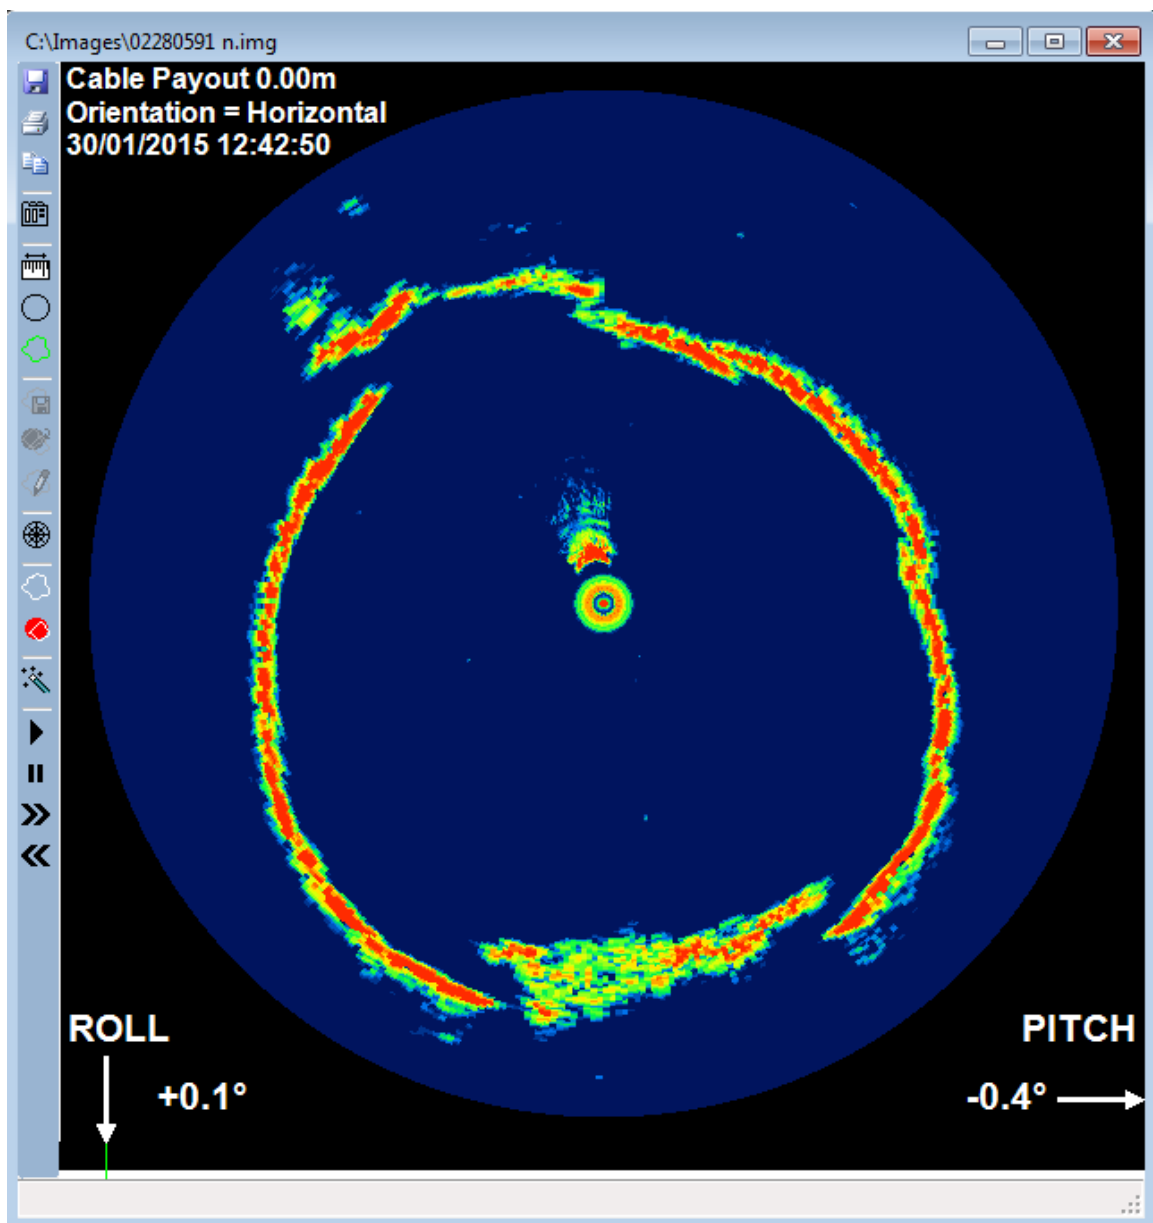 C:\Images\02280591 n.img
Cable Payout 0.00m
Orientation = Horizontal
30/01/2015 12:42:50
ROLL
+0.1°
PITCH
-0.4°